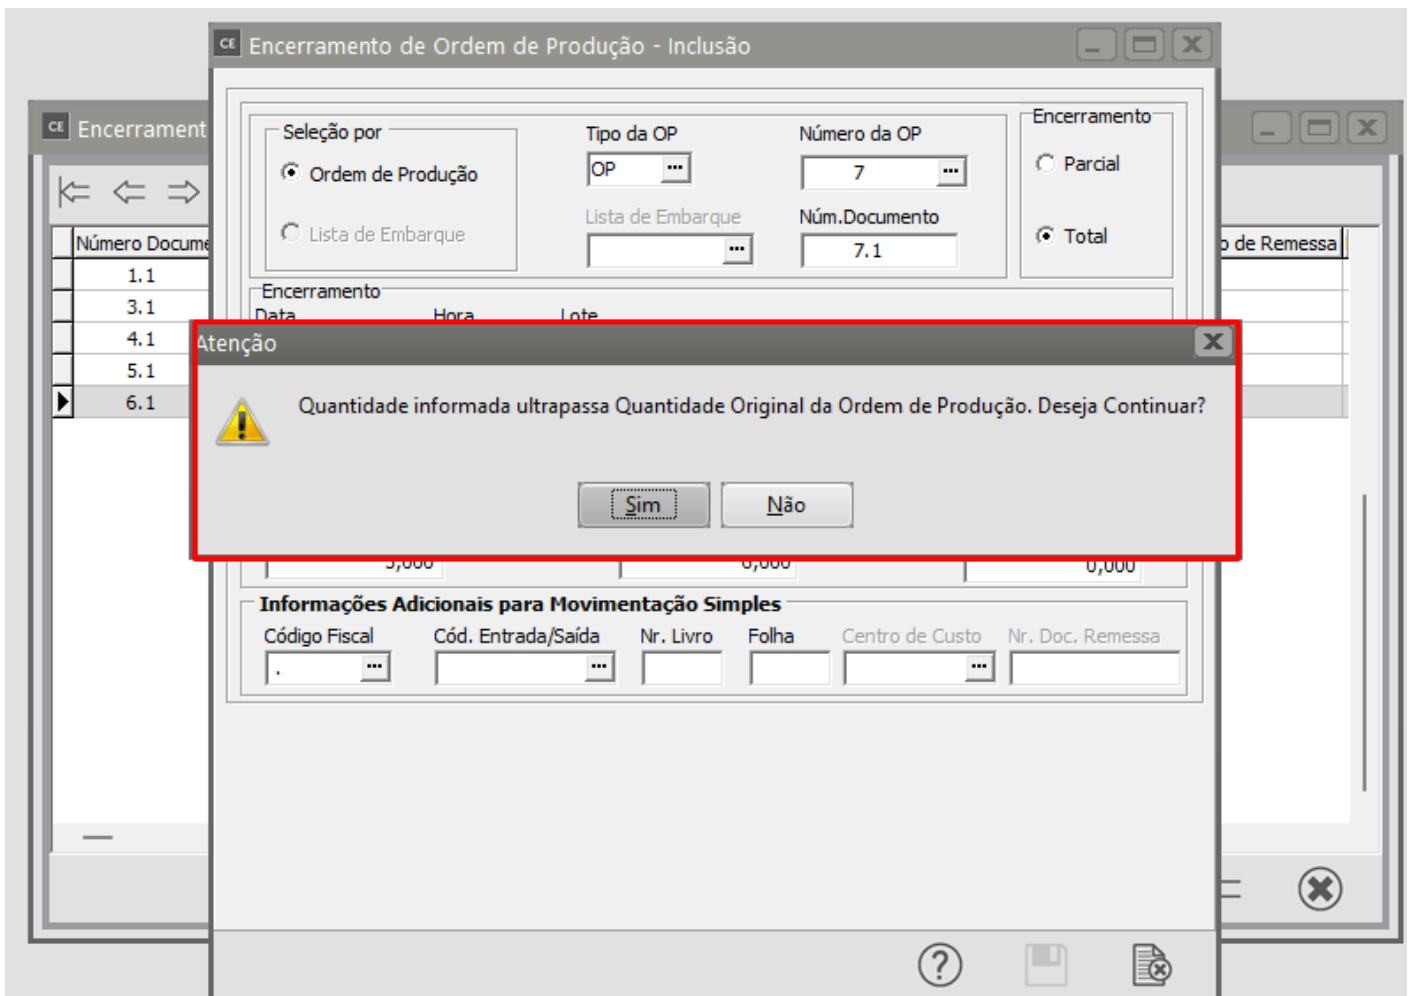 CE Encerramento de Ordem de Produção - Inclusão
CE Encerrament
Seleção por
Ordem de Produção
Lista de Embarque
Tipo da OP
OP ...
Lista de Embarque
...
Número da OP
7 ...
Núm.Documento
7.1
Encerramento
Parcial
Total
Número Docume
o de Remessa
1.1
3.1
4.1
5.1
6.1
Encerramento
Data Hora Lote
Atenção
Quantidade informada ultrapassa Quantidade Original da Ordem de Produção. Deseja Continuar?
Sim Não
0,000
Informações Adicionais para Movimentação Simples
Código Fiscal Cód. Entrada/Saída Nr. Livro Folha Centro de Custo Nr. Doc. Remessa
. ... ... ...